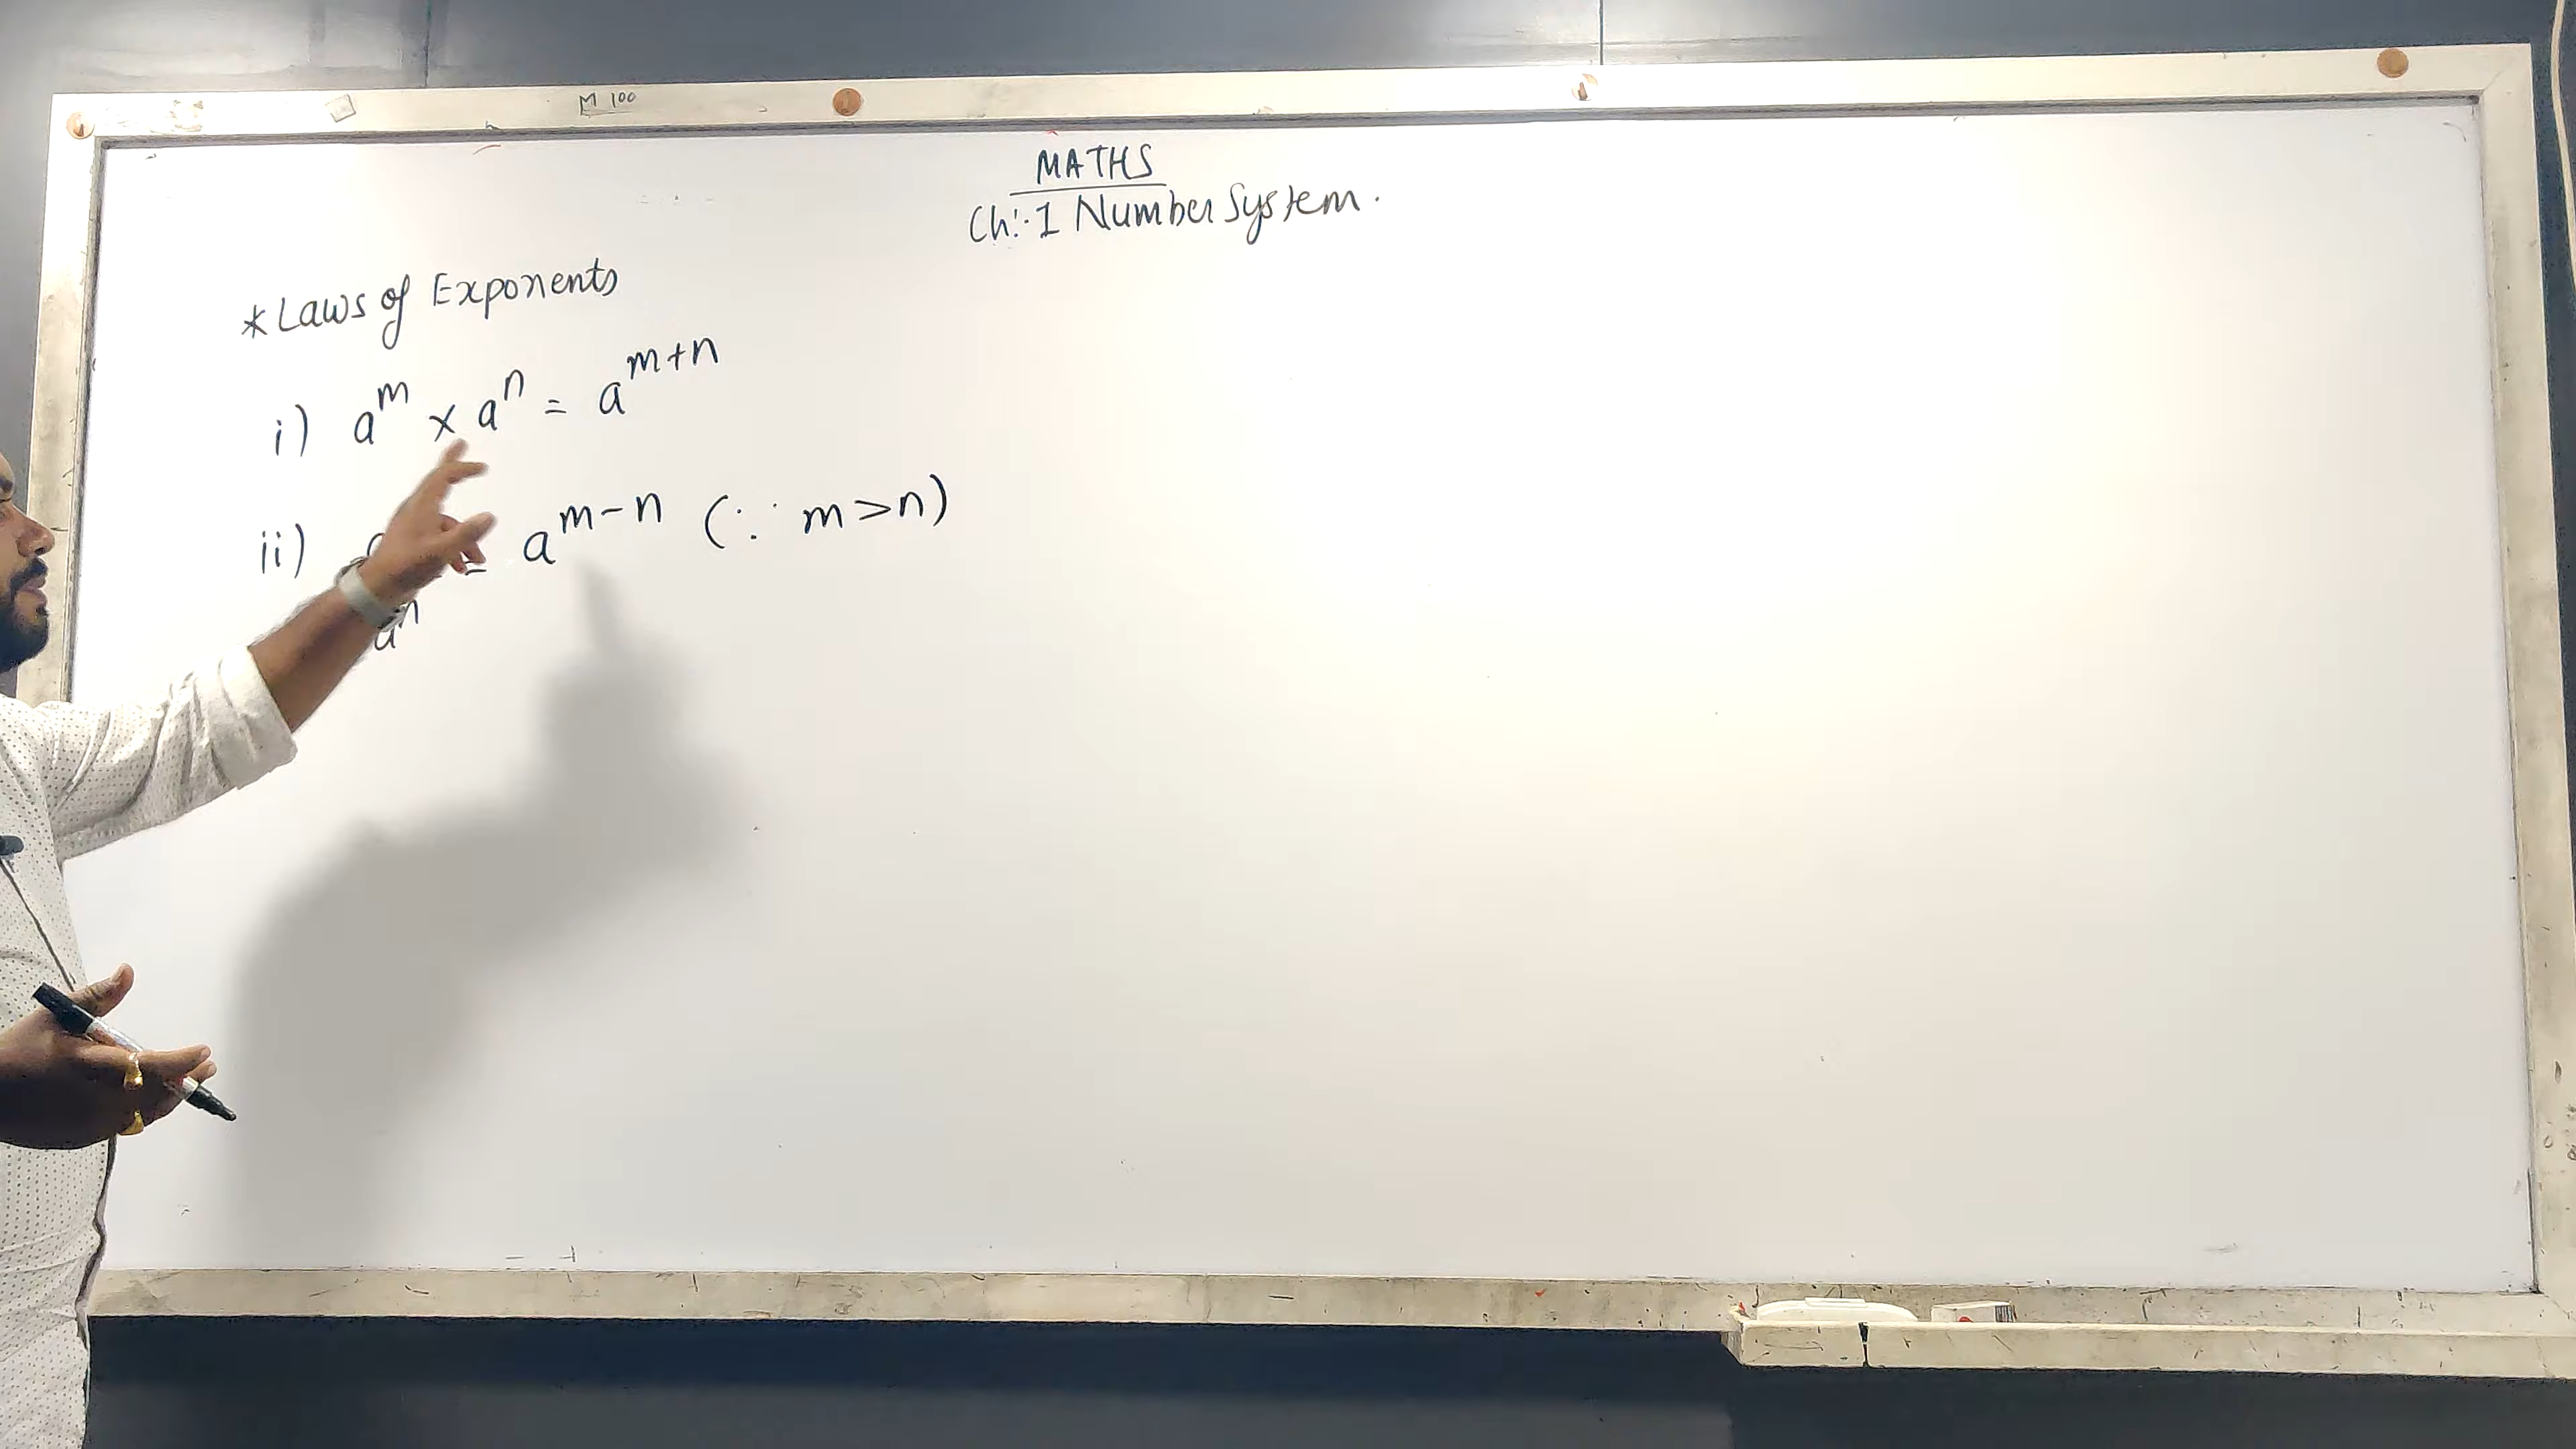 M 100
MATHS
Ch:-1 Number System.
*Laws of Exponents
i) a^m × a^n = a^{m+n}
ii) a^n = a^{m-n} (∵ m>n)